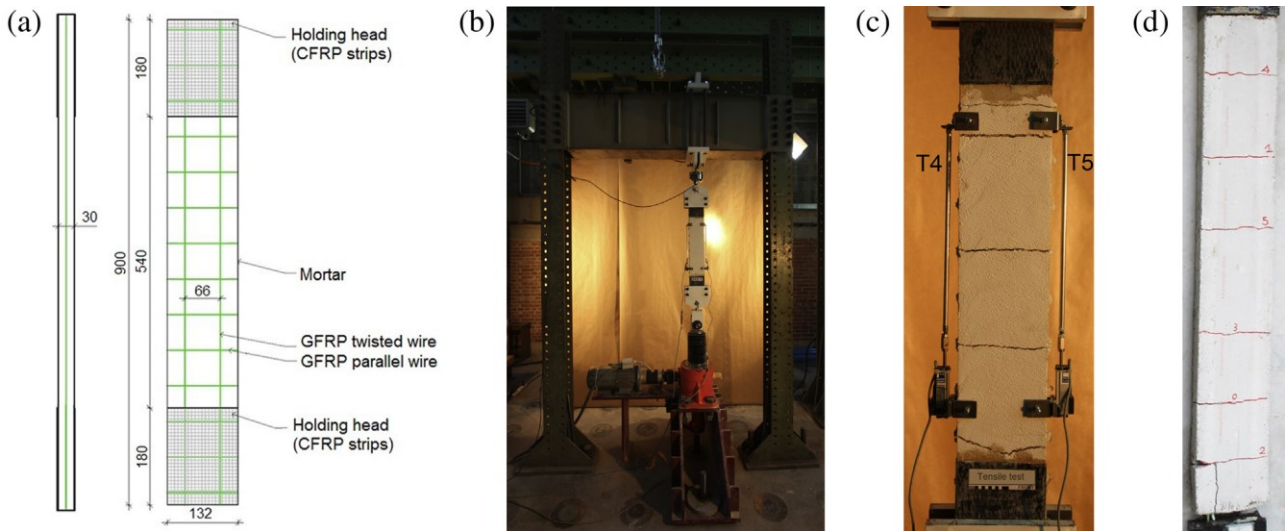 (a)
Holding head
(CFRP strips)
180
30
900
540
Mortar
66
GFRP twisted wire
GFRP parallel wire
Holding head
(CFRP strips)
180
132
(b)
(c)
T4
T5
Tensile test
(d)
4
1
5
3
0
2